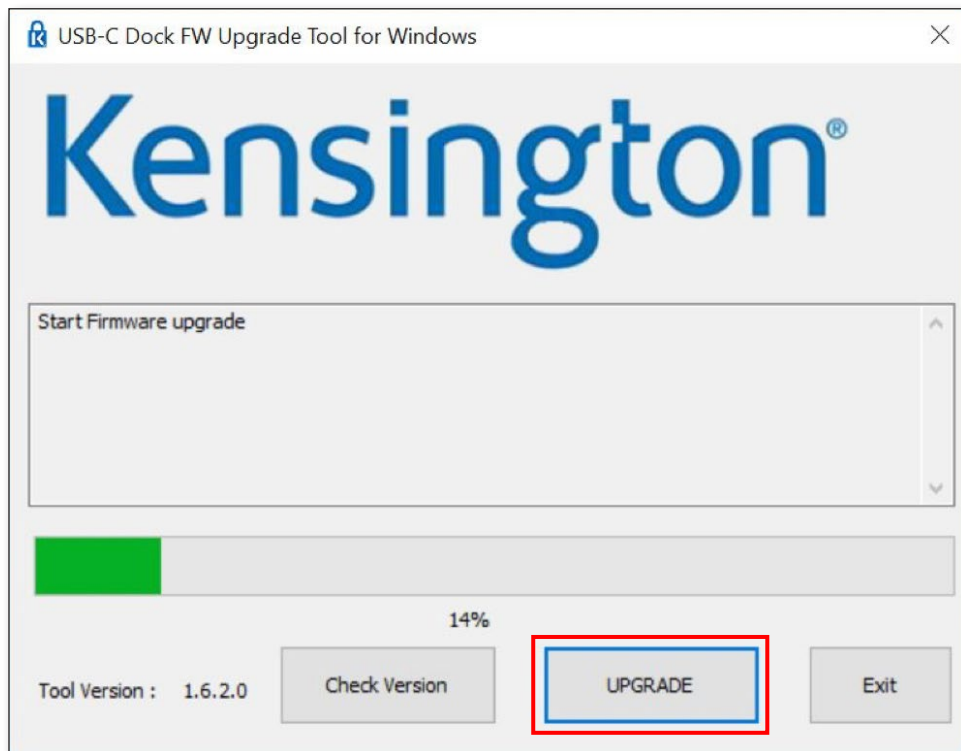 USB-C Dock FW Upgrade Tool for Windows
Kensington®
Start Firmware upgrade
14%
Tool Version : 1.6.2.0
Check Version
UPGRADE
Exit